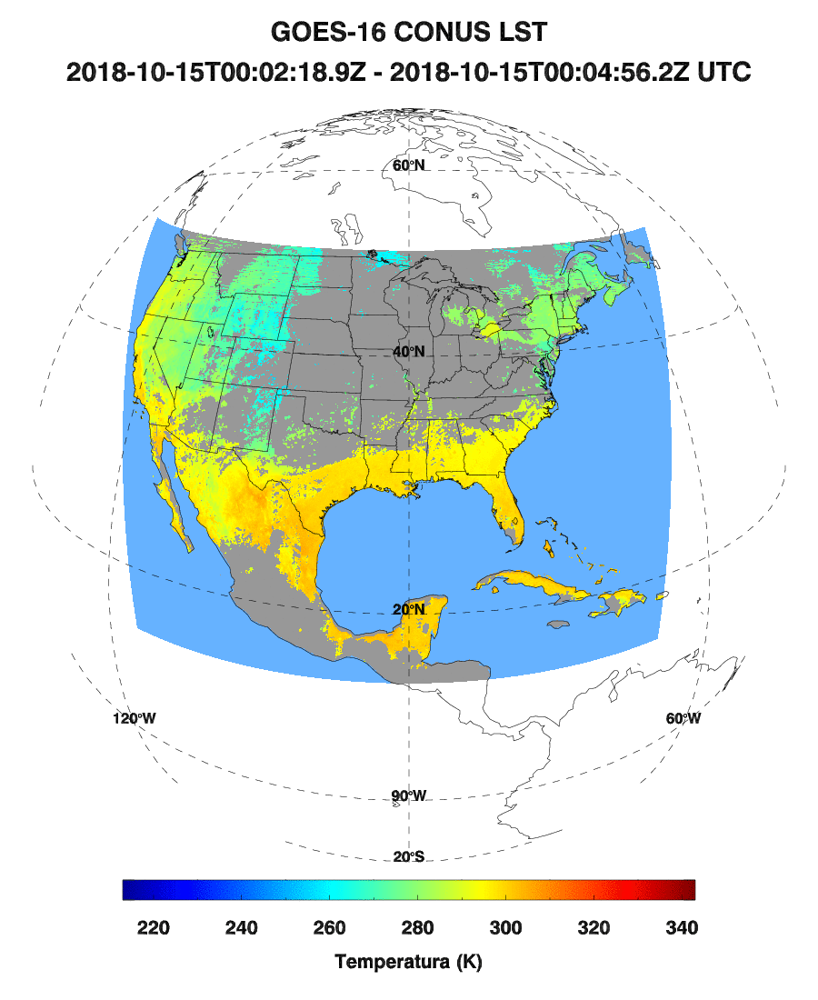 GOES-16 CONUS LST
2018-10-15T00:02:18.9Z - 2018-10-15T00:04:56.2Z UTC
60°N
40°N
20°N
120°W 60°W
90°W
20°S
220 240 260 280 300 320 340
Temperatura (K)